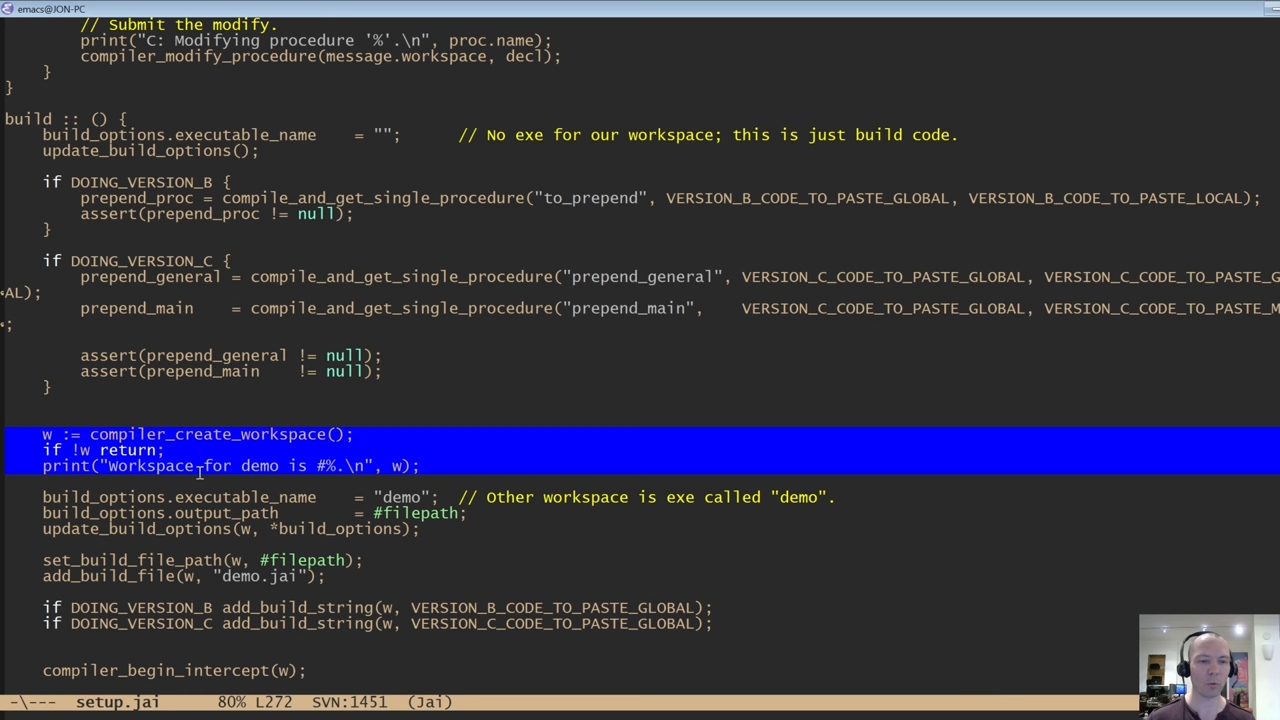 emacs@JON-PC
// Submit the modify.
print("C: Modifying procedure '%'.\n", proc.name);
compiler_modify_procedure(message.workspace, decl);
}
}
build :: () {
build_options.executable_name    = "";      // No exe for our workspace; this is just build code.
update_build_options();
if DOING_VERSION_B {
prepend_proc = compile_and_get_single_procedure("to_prepend", VERSION_B_CODE_TO_PASTE_GLOBAL, VERSION_B_CODE_TO_PASTE_LOCAL);
assert(prepend_proc != null);
}
if DOING_VERSION_C {
prepend_general = compile_and_get_single_procedure("prepend_general", VERSION_C_CODE_TO_PASTE_GLOBAL, VERSION_C_CODE_TO_PASTE_G
AL);
prepend_main    = compile_and_get_single_procedure("prepend_main",    VERSION_C_CODE_TO_PASTE_GLOBAL, VERSION_C_CODE_TO_PASTE_M
;
assert(prepend_general != null);
assert(prepend_main    != null);
}
w := compiler_create_workspace();
if !w return;
print("Workspace for demo is #%.\n", w);
build_options.executable_name    = "demo";  // Other workspace is exe called "demo".
build_options.output_path        = #filepath;
update_build_options(w, *build_options);
set_build_file_path(w, #filepath);
add_build_file(w, "demo.jai");
if DOING_VERSION_B add_build_string(w, VERSION_B_CODE_TO_PASTE_GLOBAL);
if DOING_VERSION_C add_build_string(w, VERSION_C_CODE_TO_PASTE_GLOBAL);
compiler_begin_intercept(w);
-\---  setup.jai      80% L272  SVN:1451  (Jai)